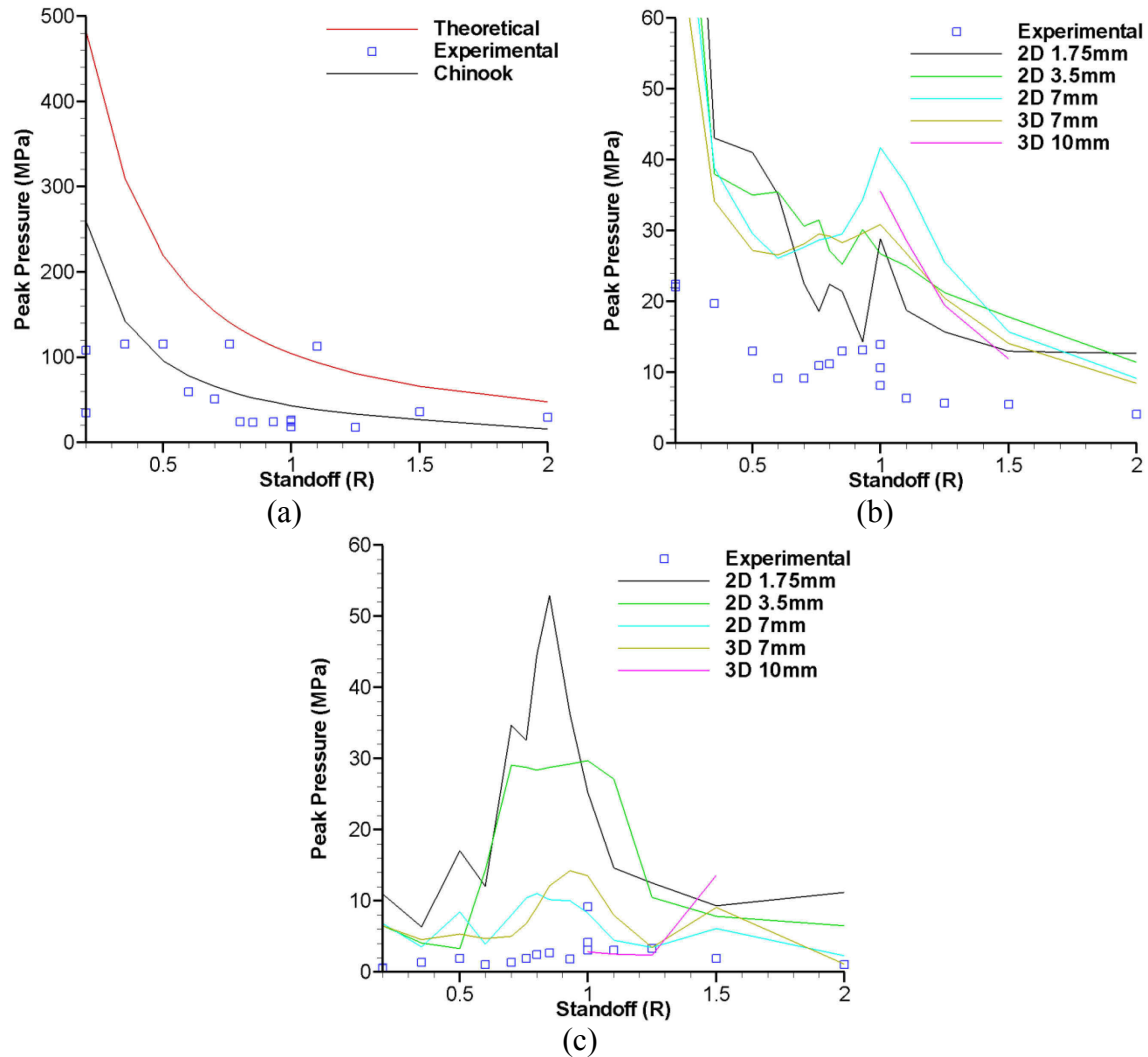 500
400
300
200
100
0
Peak Pressure (MPa)
0.5
1
1.5
2
Standoff (R)
Theoretical
Experimental
Chinook
(a)
60
50
40
30
20
10
0
Peak Pressure (MPa)
0.5
1
1.5
2
Standoff (R)
Experimental
2D 1.75mm
2D 3.5mm
2D 7mm
3D 7mm
3D 10mm
(b)
60
50
40
30
20
10
0
Peak Pressure (MPa)
0.5
1
1.5
2
Standoff (R)
Experimental
2D 1.75mm
2D 3.5mm
2D 7mm
3D 7mm
3D 10mm
(c)